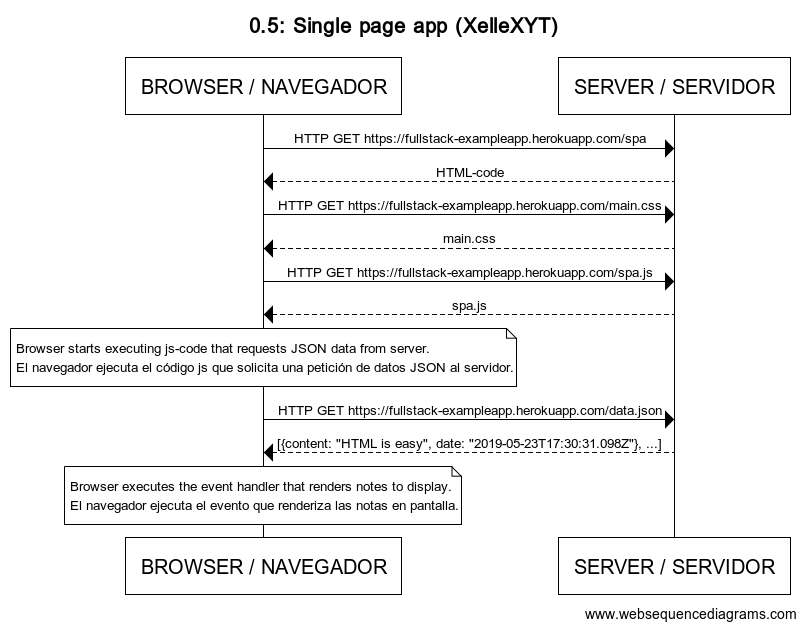 0.5: Single page app (XelleXYT)
BROWSER / NAVEGADOR
SERVER / SERVIDOR
HTTP GET https://fullstack-exampleapp.herokuapp.com/spa
HTML-code
HTTP GET https://fullstack-exampleapp.herokuapp.com/main.css
main.css
HTTP GET https://fullstack-exampleapp.herokuapp.com/spa.js
spa.js
Browser starts executing js-code that requests JSON data from server.
El navegador ejecuta el código js que solicita una petición de datos JSON al servidor.
HTTP GET https://fullstack-exampleapp.herokuapp.com/data.json
[{content: "HTML is easy", date: "2019-05-23T17:30:31.098Z"}, ...]
Browser executes the event handler that renders notes to display.
El navegador ejecuta el evento que renderiza las notas en pantalla.
BROWSER / NAVEGADOR
SERVER / SERVIDOR
www.websequencediagrams.com